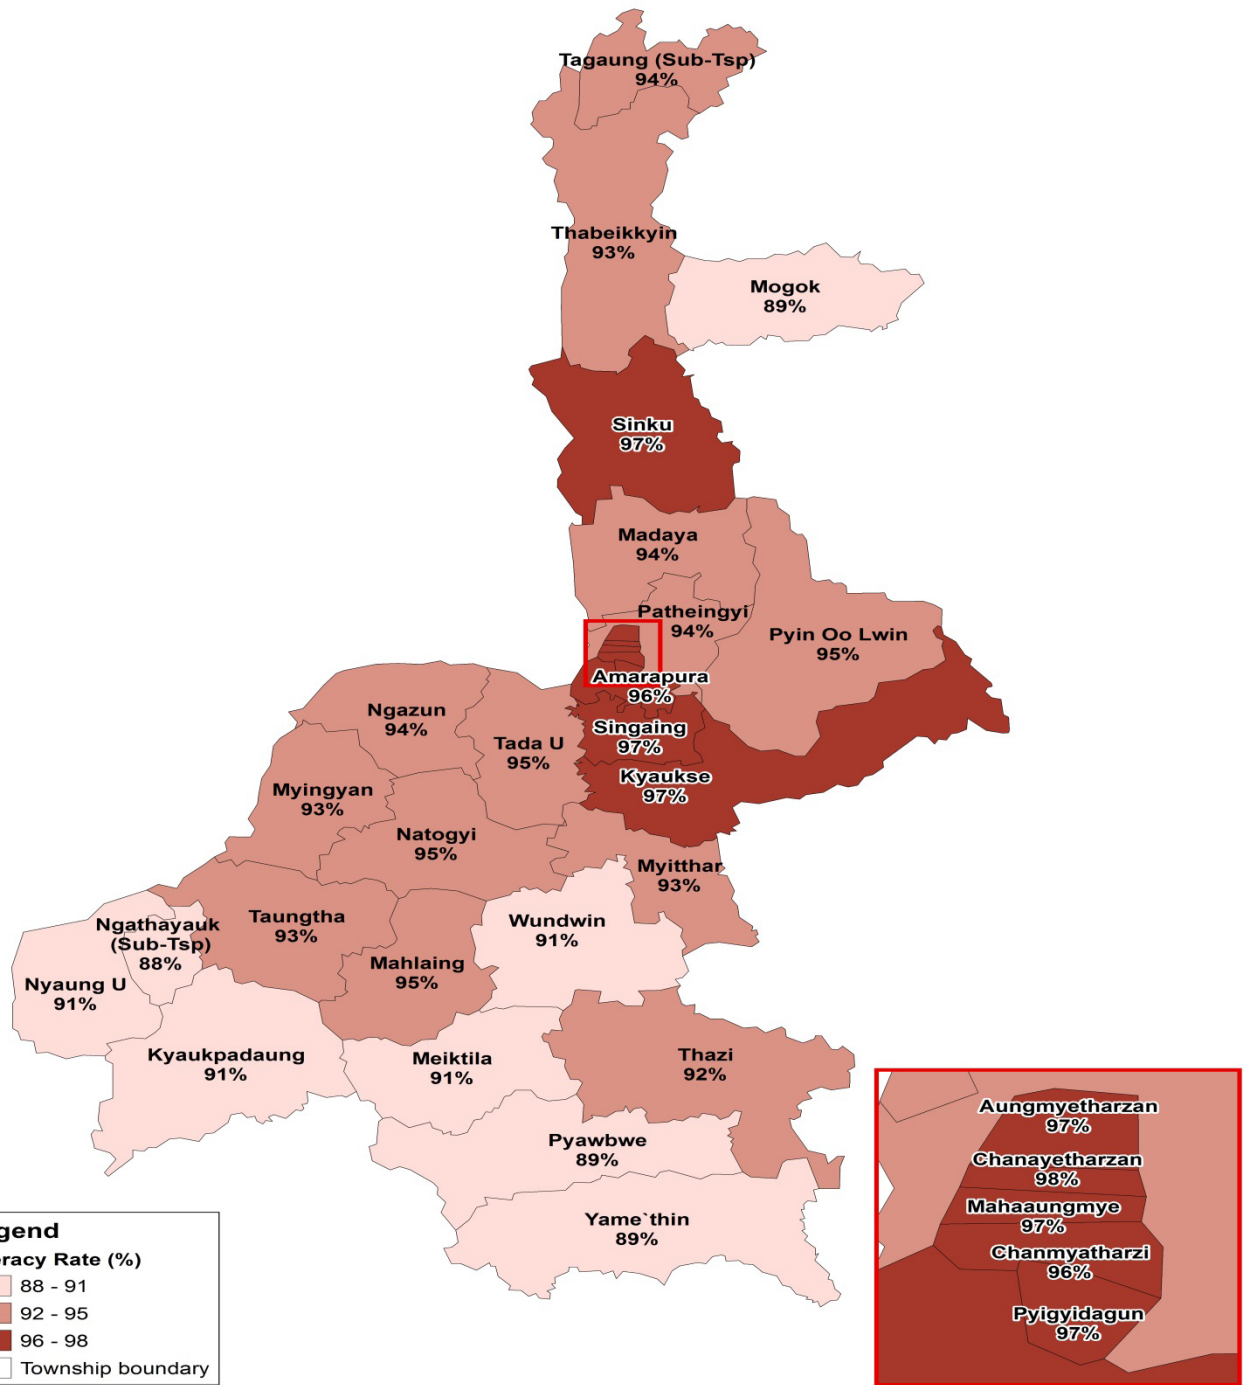 Tagaung (Sub-Tsp)
94%
Thabeikkyin
93%
Mogok
89%
Sinku
97%
Madaya
94%
Patheingyi
94%
Pyin Oo Lwin
95%
Amarapura
96%
Ngazun
94%
Singaing
97%
Tada U
95%
Kyaukse
97%
Myingyan
93%
Natogyi
95%
Myitthar
93%
Taungtha
93%
Wundwin
91%
Ngathayauk
(Sub-Tsp)
88%
Mahlaing
95%
Nyaung U
91%
Kyaukpadaung
91%
Meiktila
91%
Thazi
92%
Pyawbwe
89%
Yame`thin
89%
Aungmyetharzan
97%
Chanayetharzan
98%
Mahaaungmye
97%
Chanmyatharzi
96%
Pyigyidagun
97%
gend
eracy Rate (%)
88 - 91
92 - 95
96 - 98
Township boundary